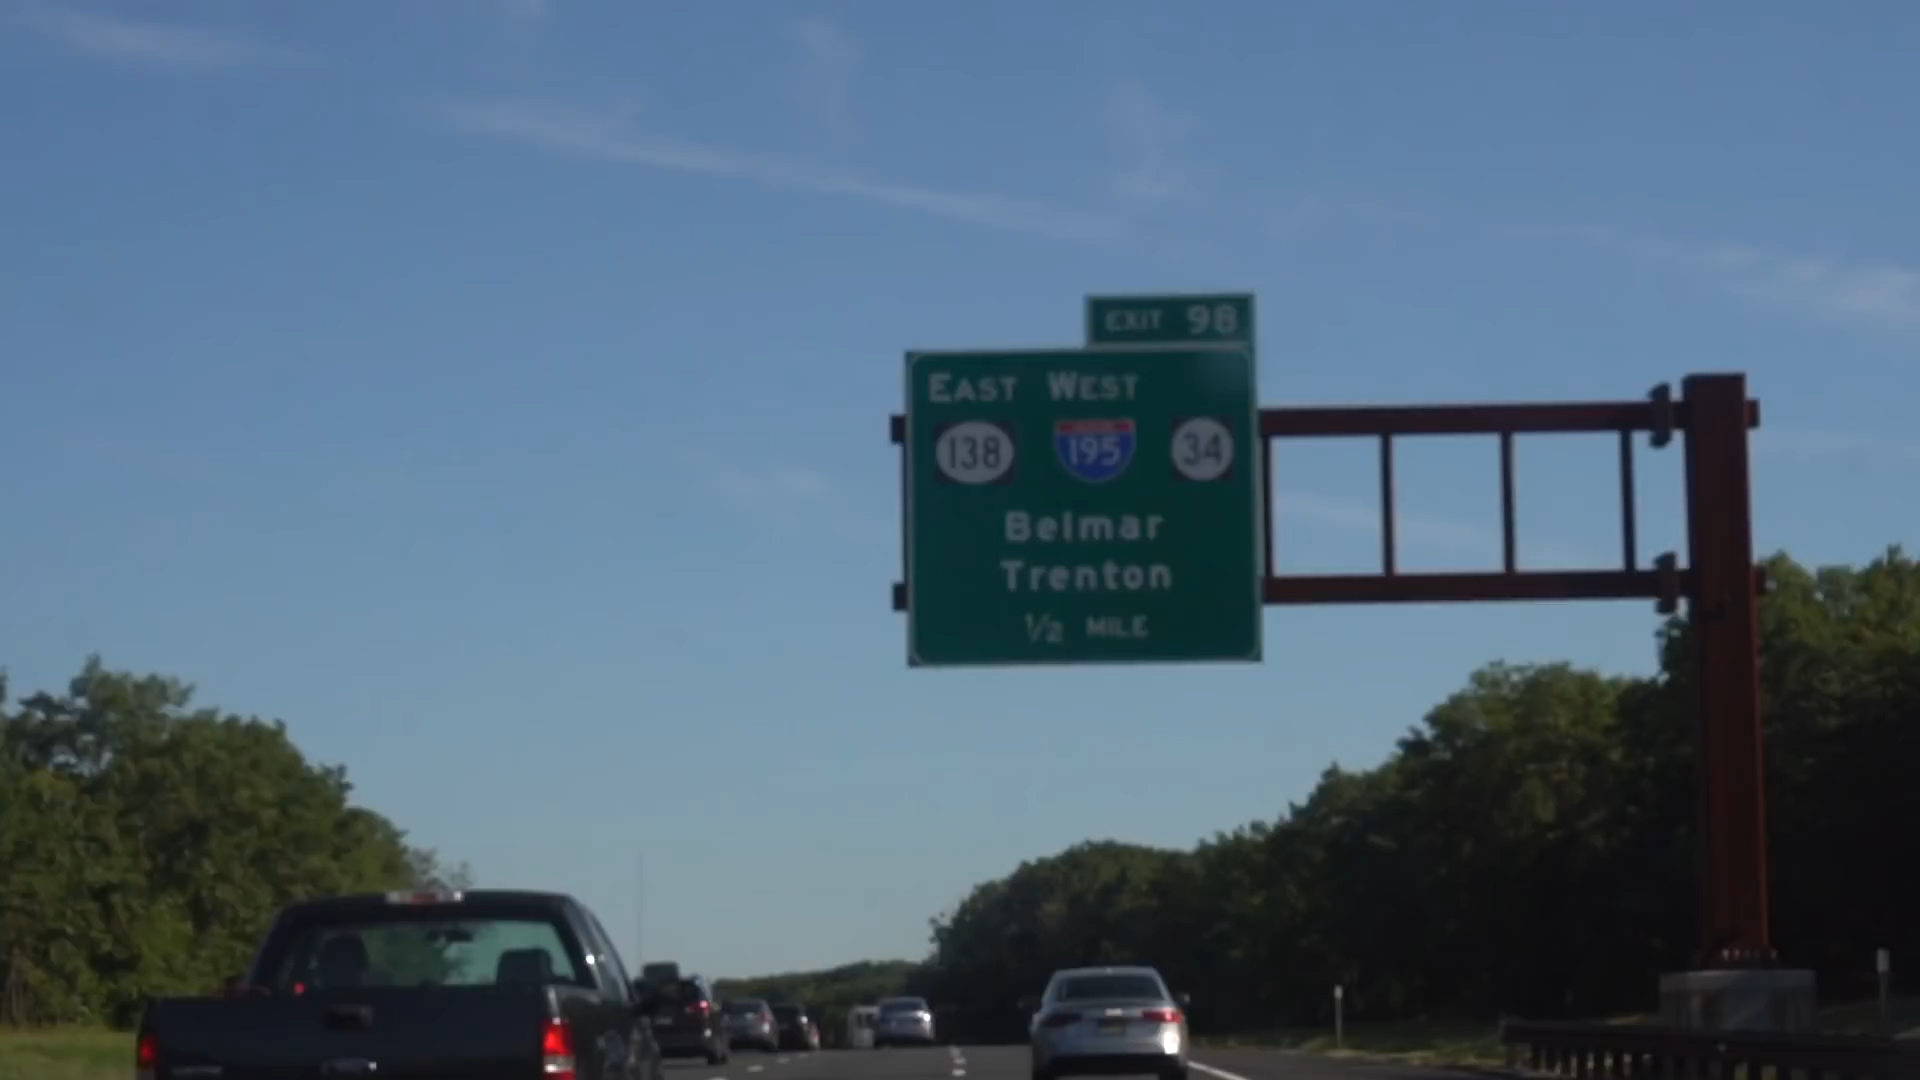 EXIT 98
EAST WEST
138 195 34
Belmar
Trenton
1/2 MILE